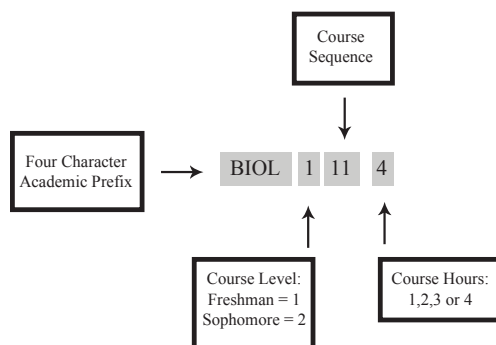 Course
Sequence
Four Character
Academic Prefix
BIOL 1 11 4
Course Level:
Freshman = 1
Sophomore = 2
Course Hours:
1,2,3 or 4